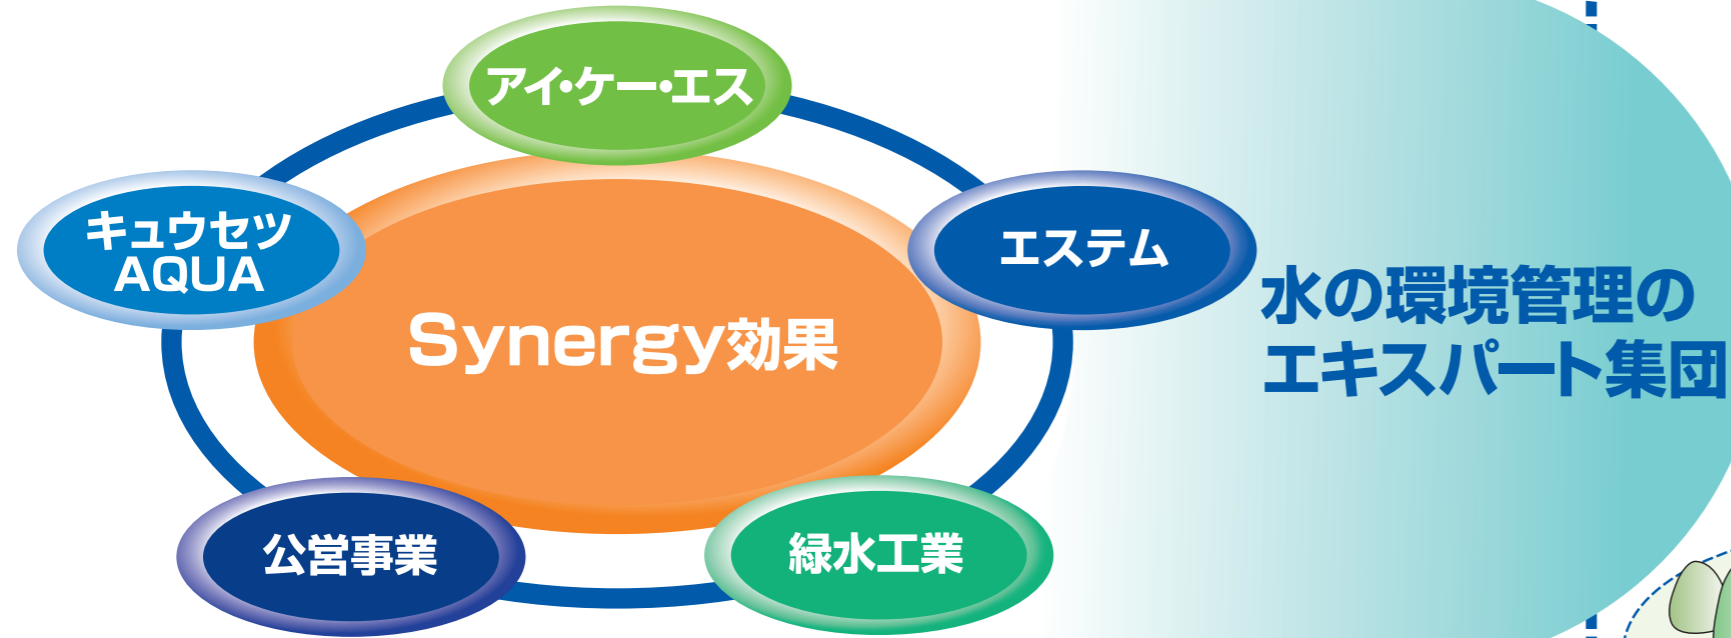 アイ・ケー・エス
キュウセツ
AQUA
エステム
Synergy効果
公営事業
緑水工業
水の環境管理の
エキスパート集団